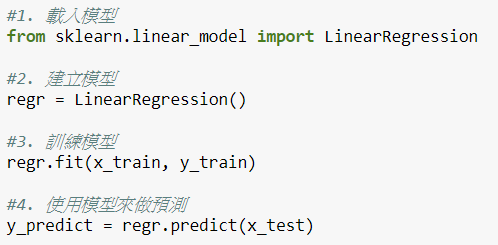 #1. 載入模型
from sklearn.linear_model import LinearRegression
#2. 建立模型
regr = LinearRegression()
#3. 訓練模型
regr.fit(x_train, y_train)
#4. 使用模型來做預測
y_predict = regr.predict(x_test)